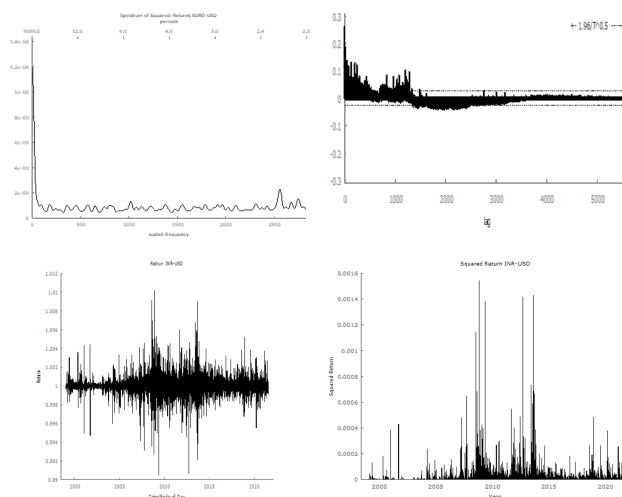 Spectrum of Squared-Returns EURO-USD
periods
12.0 6.0 4.0 3.0 2.4 2.0
1.4e-08
1.2e-08
1e-08
8e-09
6e-09
4e-09
2e-09
0
0 500 1000 1500 2000 2500
scaled frequency
+- 1.96/T^0.5
0.3
0.2
0.1
0
-0.1
-0.2
-0.3
0 1000 2000 3000 4000 5000
lag
Retrun INR-USD
1.012
1.01
1.008
1.006
1.004
1.002
1
0.998
0.996
0.994
0.992
0.99
Return
2000 2005 2010 2015 2020
Squared Return INR-USD
0.0016
0.0014
0.0012
0.001
0.0008
0.0006
0.0004
0.0002
0
Squared Return
2000 2005 2010 2015 2020
Years